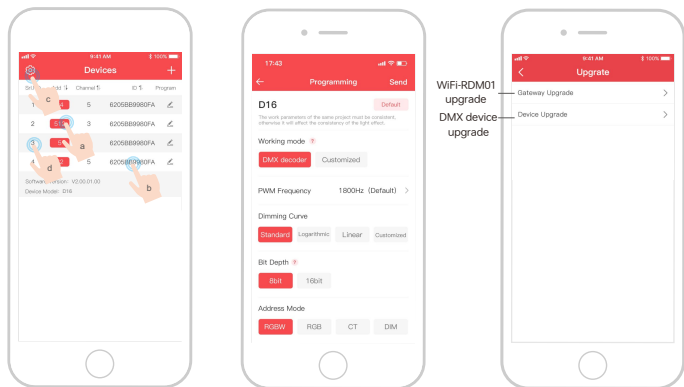 9:41 AM 100%
Devices +
Channel ID Program
1 5 6205BB9980FA
2 512 3 6205BB9980FA
3 5 6205BB9980FA
4 5 6205BB9980FA
Software Version: V2.00.01.00
Device Model: D16
c
a
d
b
17:43
Programming Send
D16 Default
The work parameters of the same project must be consistent,
otherwise it will effect the consistence of the light effect.
Working mode ?
DMX decoder Customized
PWM Frequency 1800Hz (Default) >
Dimming Curve
Standard Logarithmic Linear Customized
Bit Depth ?
8bit 16bit
Address Mode
RGBW RGB CT DIM
WiFi-RDM01
upgrade
DMX device
upgrade
9:41 AM 100%
Upgrate
Gateway Upgrade >
Device Upgrade >